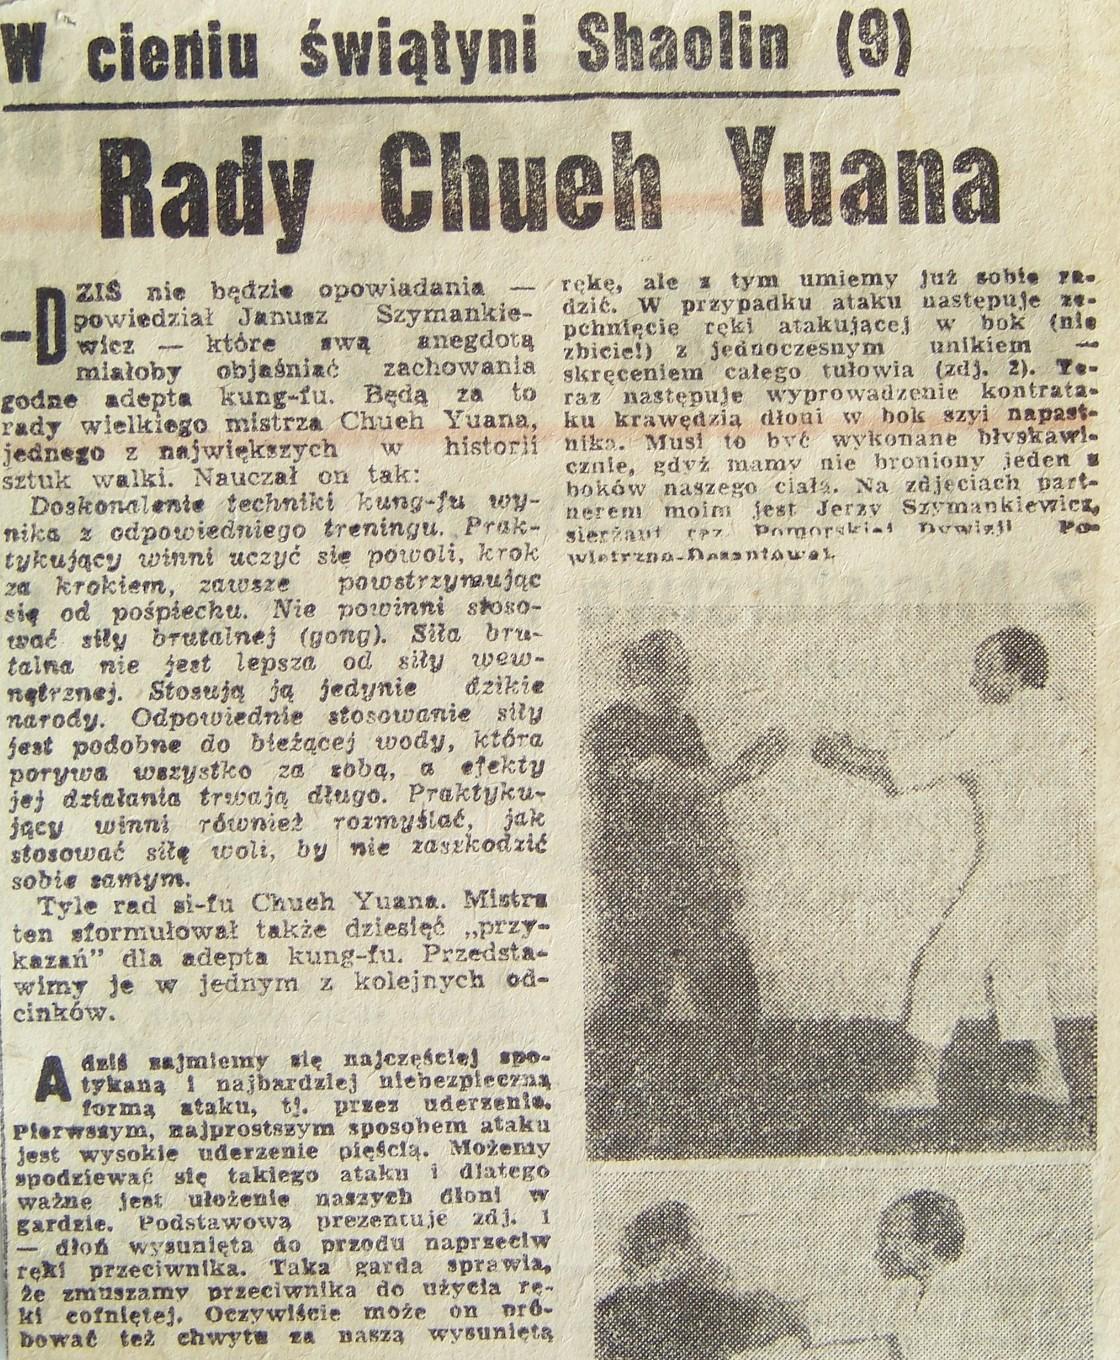 W cieniu świątyni Shaolin (9)
Rady Chueh Yuana
—DZIŚ nie będzie opowiadania —
powiedział Janusz Szymankie-
wicz — które swą anegdotą
miałoby objaśniać zachowania
godne adepta kung-fu. Będą za to
rady wielkiego mistrza Chueh Yuana,
jednego z największych w historii
sztuk walki. Nauczał on tak:
Doskonalenie techniki kung-fu wy-
nika z odpowiedniego treningu. Prak-
tykujący winni uczyć się powoli, krok
za krokiem, zawsze powstrzymując
się od pośpiechu. Nie powinni stoso-
wać siły brutalnej (gong). Siła bru-
talna nie jest lepsza od siły wew-
nętrznej. Stosują ją jedynie dzikie
narody. Odpowiednie stosowanie siły
jest podobne do bieżącej wody, która
porywa wszystko za sobą, a efekty
jej działania trwają długo. Praktyku-
jący winni również rozmyślać, jak
stosować siłę woli, by nie zaszkodzić
sobie samym.
Tyle rad si-fu Chueh Yuana. Mistrz
ten sformułował także dziesięć „przy-
kazań” dla adepta kung-fu. Przedsta-
wimy je w jednym z kolejnych od-
cinków.
A dziś zajmiemy się najczęściej spo-
tykaną i najbardziej niebezpieczną
formą ataku, tj. przez uderzenie.
Pierwszym, najprostszym sposobem ataku
jest wysokie uderzenie pięścią. Możemy
spodziewać się takiego ataku i dlatego
ważne jest ułożenie naszych dłoni w
gardzie. Podstawową prezentuje zdj. 1
— dłoń wysunięta do przodu naprzeciw
ręki przeciwnika. Taka garda sprawia,
że zmuszamy przeciwnika do użycia rę-
ki cofniętej. Oczywiście może on pró-
bować też chwytu za naszą wysuniętą
rękę, ale z tym umiemy już sobie ra-
dzić. W przypadku ataku następuje ze-
pchnięcie ręki atakującej w bok (nie
zbicie!) z jednoczesnym unikiem —
skręceniem całego tułowia (zdj. 2). Te-
raz następuje wyprowadzenie kontrata-
ku krawędzią dłoni w bok szyi napast-
nika. Musi to być wykonane błyskawi-
cznie, gdyż mamy nie broniony jeden z
boków naszego ciała. Na zdjęciach part-
nerem moim jest Jerzy Szymankiewicz,
sierżant rez. Pomorskiej Dywizji Po-
wietrzno-Desantowej.